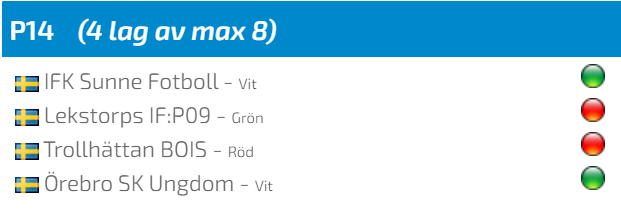 P14 (4 lag av max 8)
IFK Sunne Fotboll - Vit
Lekstorps IF:P09 - Grön
Trollhättan BOIS - Röd
Örebro SK Ungdom - Vit